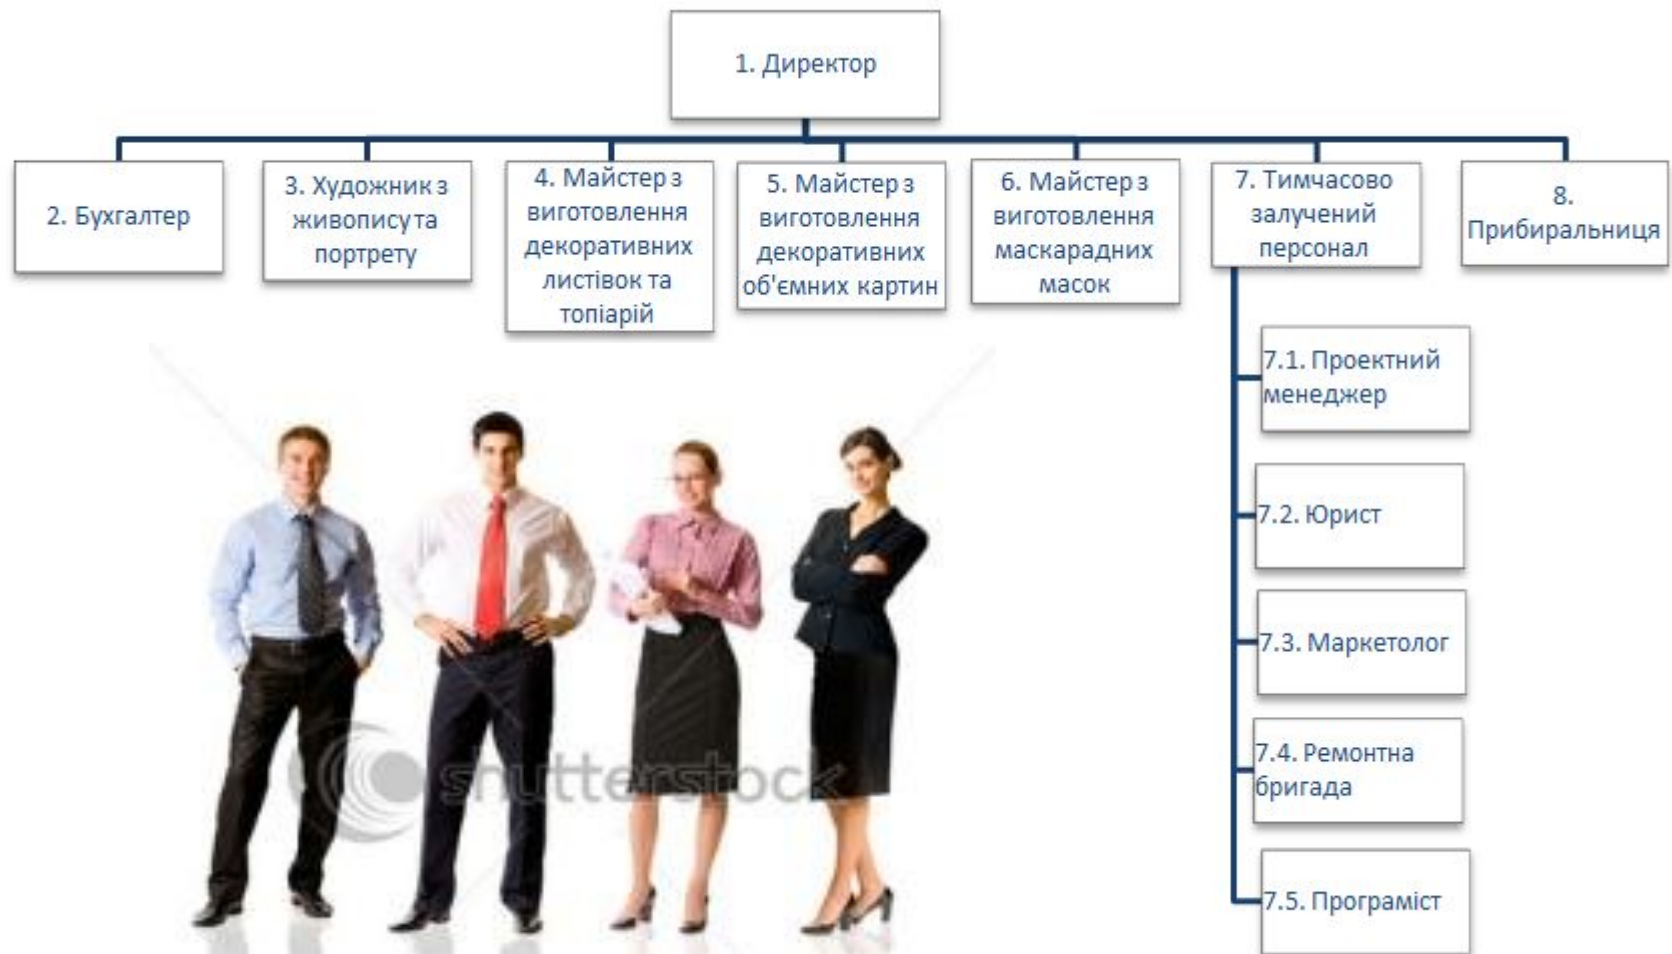 1. Директор
2. Бухгалтер
3. Художник з
живопису та
портрету
4. Майстер з
виготовлення
декоративних
листівок та
топіарій
5. Майстер з
виготовлення
декоративних
об'ємних картин
6. Майстер з
виготовлення
маскарадних
масок
7. Тимчасово
залучений
персонал
8.
Прибиральниця
7.1. Проектний
менеджер
7.2. Юрист
7.3. Маркетолог
7.4. Ремонтна
бригада
7.5. Програміст
shutterstock